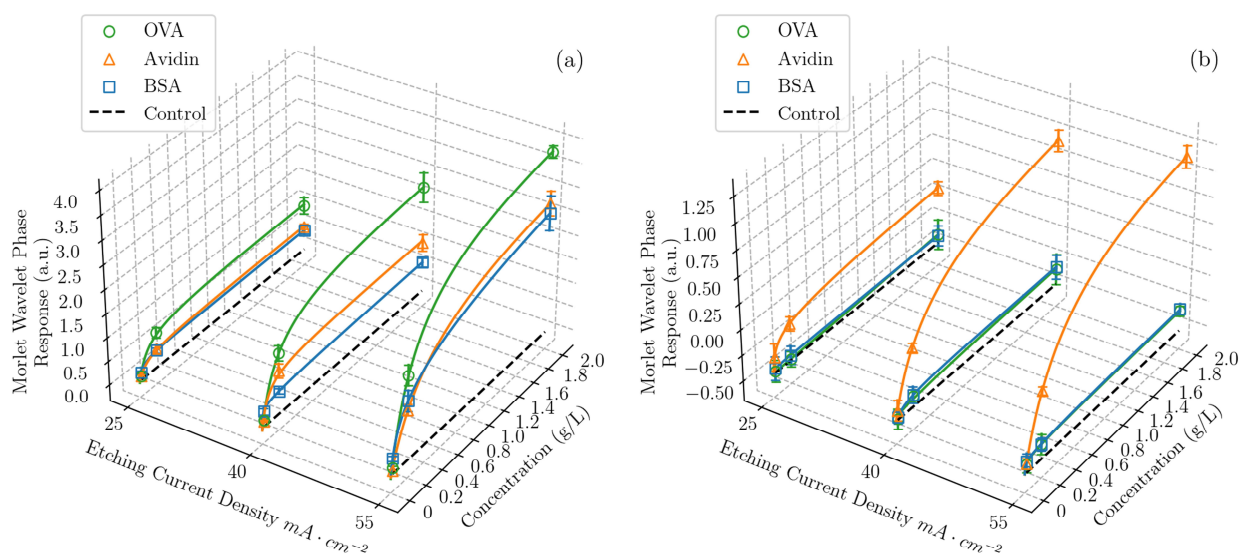 OVA
Avidin
BSA
Control
(a)
Morlet Wavelet Phase
Response (a.u.)
4.0
3.5
3.0
2.5
2.0
1.5
1.0
0.5
0.0
25
40
55
Etching Current Density mA · cm⁻²
0
0.2
0.4
0.6
0.8
1.0
1.2
1.4
1.6
1.8
2.0
Concentration (g/L)
OVA
Avidin
BSA
Control
(b)
Morlet Wavelet Phase
Response (a.u.)
1.25
1.00
0.75
0.50
0.25
0.00
−0.25
−0.50
25
40
55
Etching Current Density mA · cm⁻²
0
0.2
0.4
0.6
0.8
1.0
1.2
1.4
1.6
1.8
2.0
Concentration (g/L)